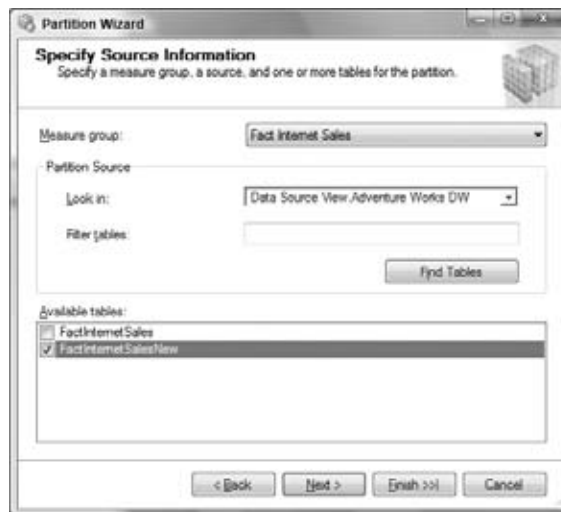 Partition Wizard
Specify Source Information
Specify a measure group, a source, and one or more tables for the partition.
Measure group: Fact Internet Sales
Partition Source
Look in: Data Source View.Adventure Works DW
Filter tables:
Find Tables
Available tables:
FactInternetSales
FactInternetSalesNew
< Back Next > Finish >>| Cancel